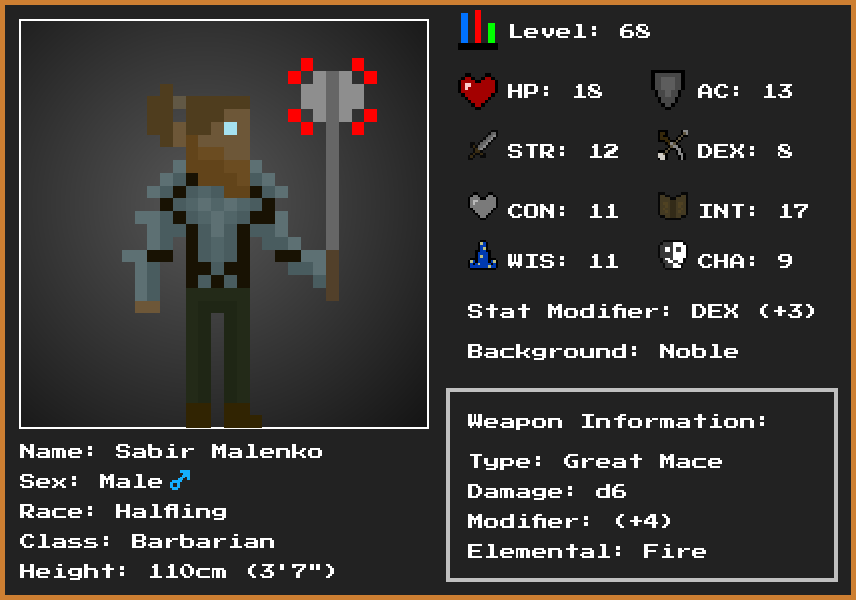 Level: 68
HP: 18
AC: 13
STR: 12
DEX: 8
CON: 11
INT: 17
WIS: 11
CHA: 9
Stat Modifier: DEX (+3)
Background: Noble
Weapon Information:
Type: Great Mace
Damage: d6
Modifier: (+4)
Elemental: Fire
Name: Sabir Malenko
Sex: Male ♂
Race: Halfling
Class: Barbarian
Height: 110cm (3'7")